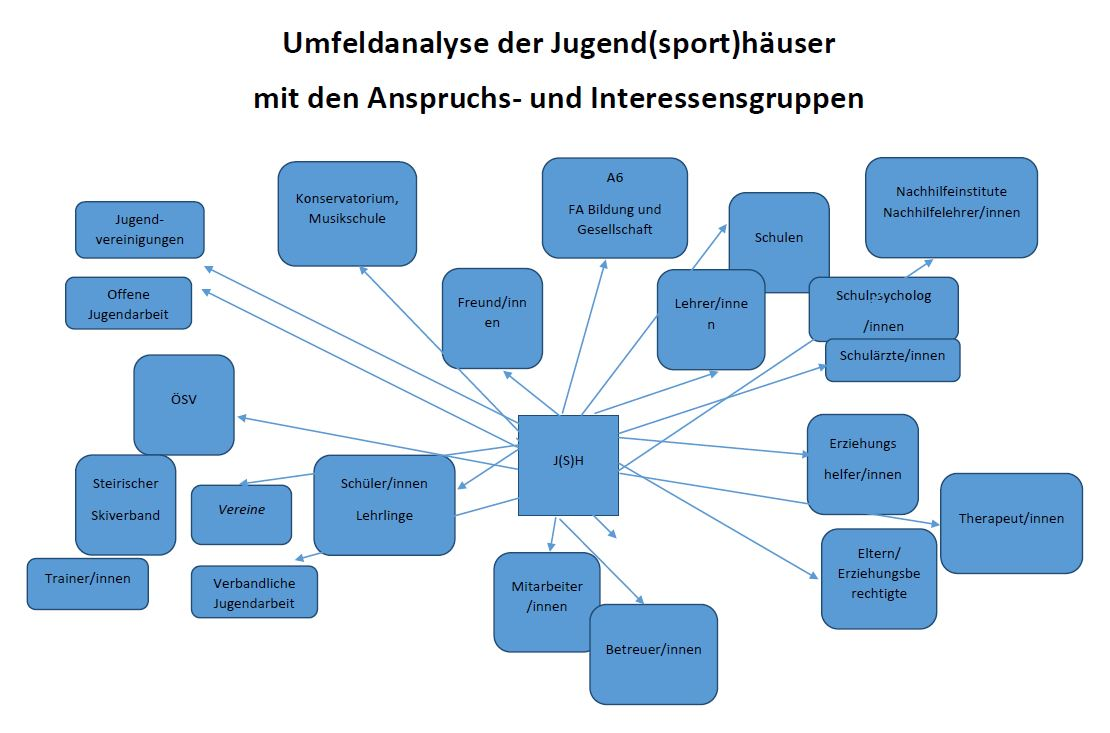 Umfeldanalyse der Jugend(sport)häuser
mit den Anspruchs- und Interessensgruppen
Jugend-
vereinigungen
Offene
Jugendarbeit
Konservatorium,
Musikschule
A6
FA Bildung und
Gesellschaft
Schulen
Nachhilfeinstitute
Nachhilfelehrer/innen
Freund/inn
en
Lehrer/inne
n
Schulpsycholog
/innen
Schulärzte/innen
ÖSV
Steirischer
Skiverband
Trainer/innen
Vereine
Verbandliche
Jugendarbeit
Schüler/innen
Lehrlinge
J(S)H
Erziehungs
helfer/innen
Therapeut/innen
Eltern/
Erziehungsbe
rechtigte
Mitarbeiter
/innen
Betreuer/innen